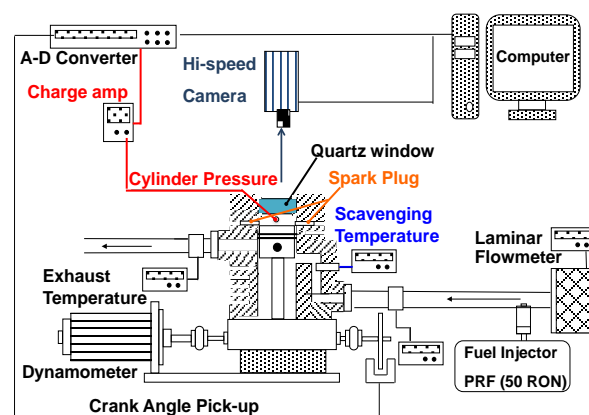 A-D Converter
Hi-speed
Camera
Computer
Charge amp
Quartz window
Cylinder Pressure
Spark Plug
Scavenging
Temperature
Laminar
Flowmeter
Exhaust
Temperature
Fuel Injector
PRF (50 RON)
Dynamometer
Crank Angle Pick-up